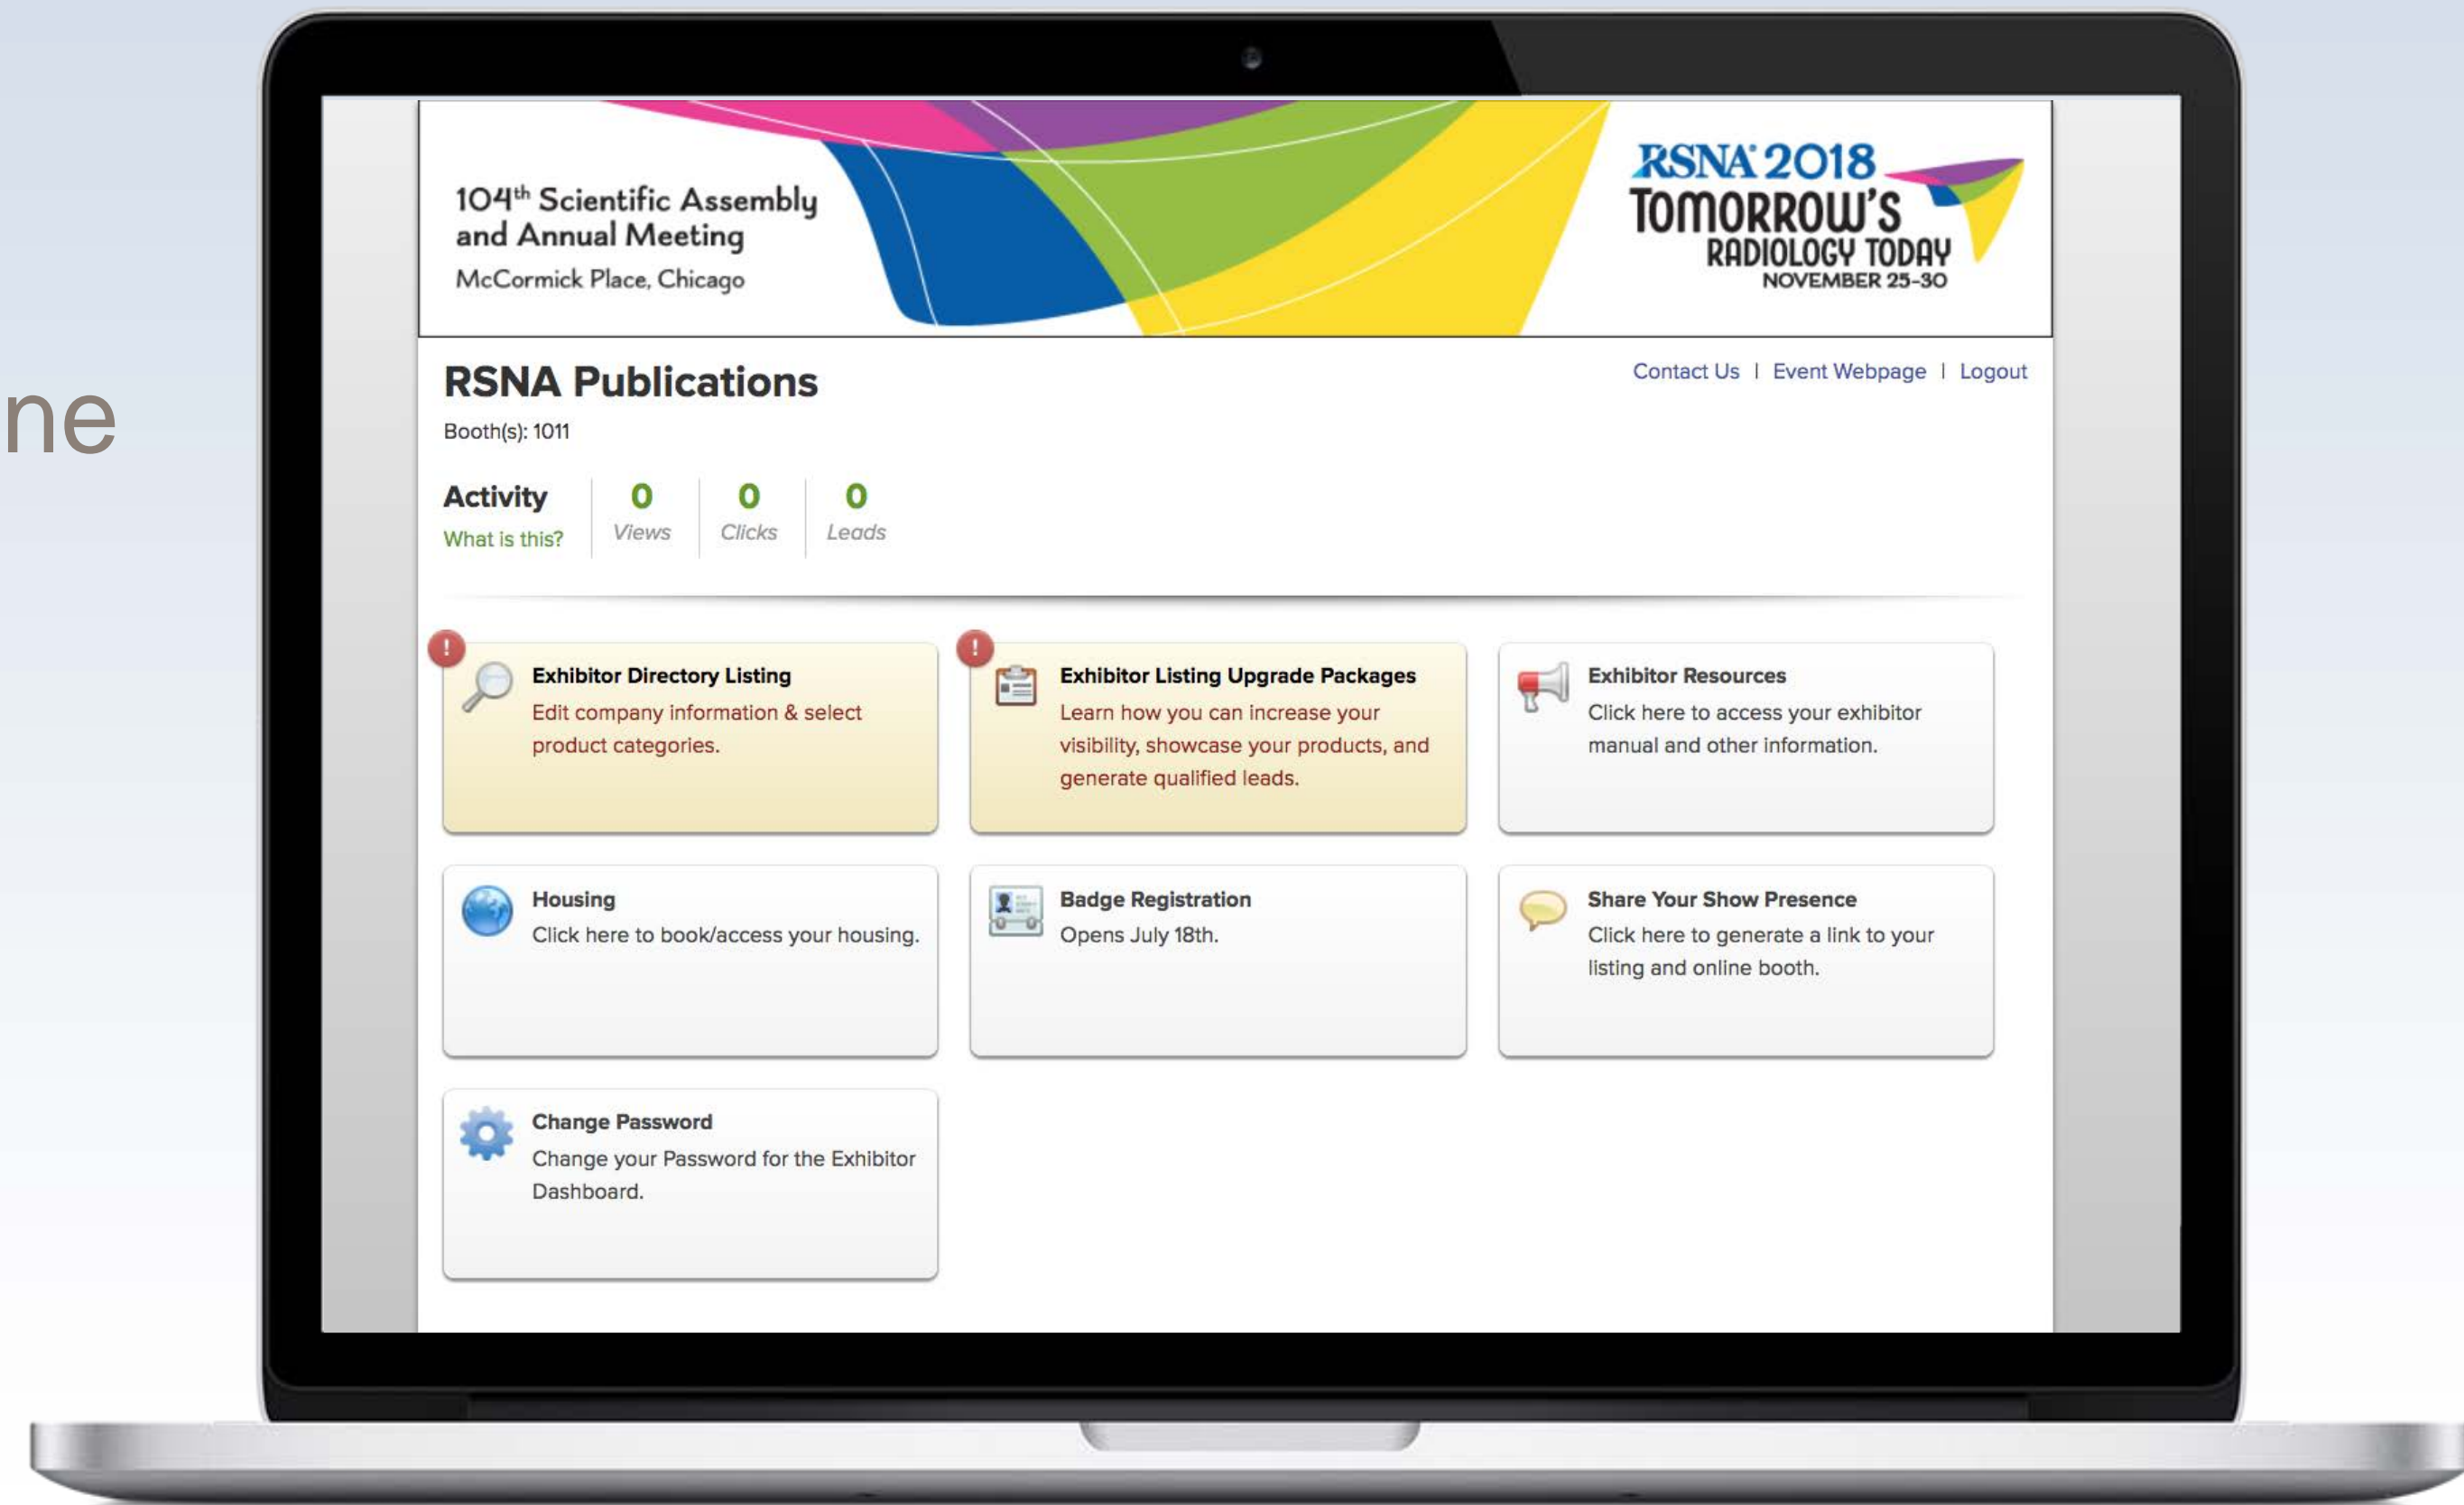 ne
104th Scientific Assembly
and Annual Meeting
McCormick Place, Chicago
RSNA® 2018
TOMORROW'S
RADIOLOGY TODAY
NOVEMBER 25-30
RSNA Publications
Contact Us | Event Webpage | Logout
Booth(s): 1011
Activity
What is this?
0
Views
0
Clicks
0
Leads
!
Exhibitor Directory Listing
Edit company information & select
product categories.
!
Exhibitor Listing Upgrade Packages
Learn how you can increase your
visibility, showcase your products, and
generate qualified leads.
Exhibitor Resources
Click here to access your exhibitor
manual and other information.
Housing
Click here to book/access your housing.
Badge Registration
Opens July 18th.
Share Your Show Presence
Click here to generate a link to your
listing and online booth.
Change Password
Change your Password for the Exhibitor
Dashboard.